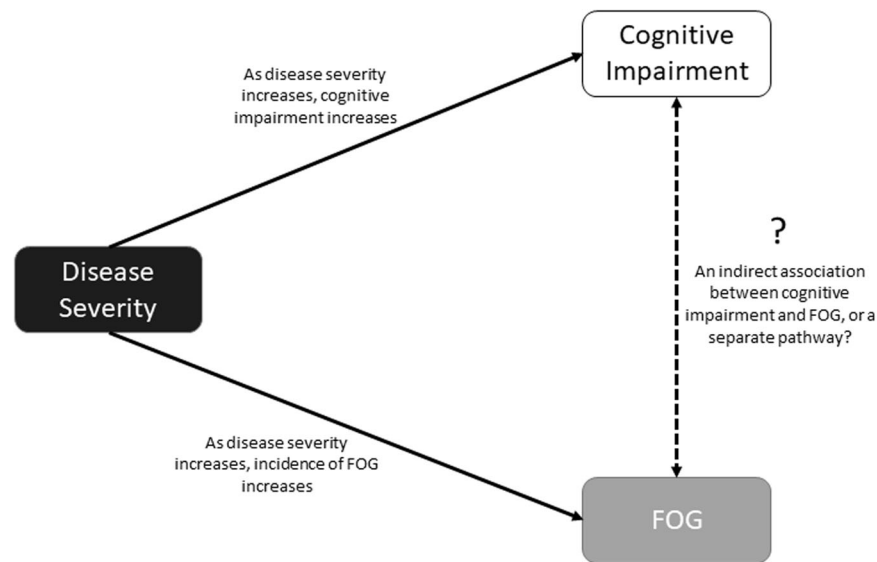 Cognitive
Impairment
As disease severity
increases, cognitive
impairment increases
?
An indirect association
between cognitive
impairment and FOG, or a
separate pathway?
Disease
Severity
As disease severity
increases, incidence of FOG
increases
FOG